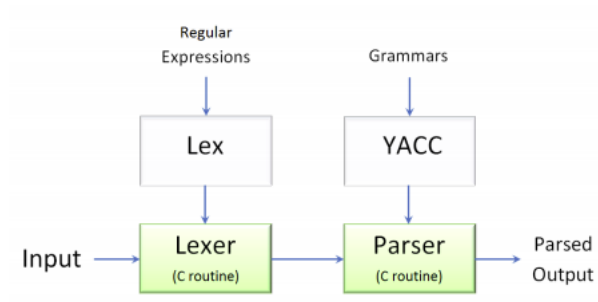 Regular
Expressions
Grammars
Lex
YACC
Input
Lexer
(C routine)
Parser
(C routine)
Parsed
Output